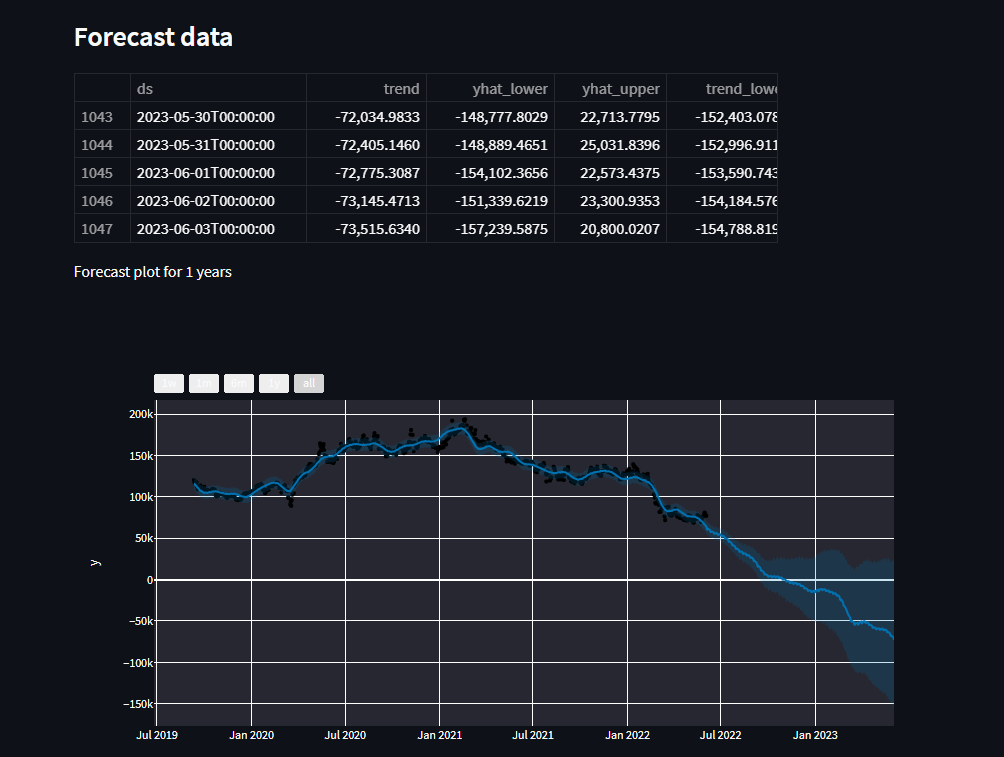 Forecast data
ds trend yhat_lower yhat_upper trend_lowe
1043 2023-05-30T00:00:00 -72,034.9833 -148,777.8029 22,713.7795 -152,403.078
1044 2023-05-31T00:00:00 -72,405.1460 -148,889.4651 25,031.8396 -152,996.911
1045 2023-06-01T00:00:00 -72,775.3087 -154,102.3656 22,573.4375 -153,590.743
1046 2023-06-02T00:00:00 -73,145.4713 -151,339.6219 23,300.9353 -154,184.576
1047 2023-06-03T00:00:00 -73,515.6340 -157,239.5875 20,800.0207 -154,788.819
Forecast plot for 1 years
1w 1m 6m 1y all
200k
150k
100k
50k
0
−50k
−100k
−150k
y
Jul 2019 Jan 2020 Jul 2020 Jan 2021 Jul 2021 Jan 2022 Jul 2022 Jan 2023